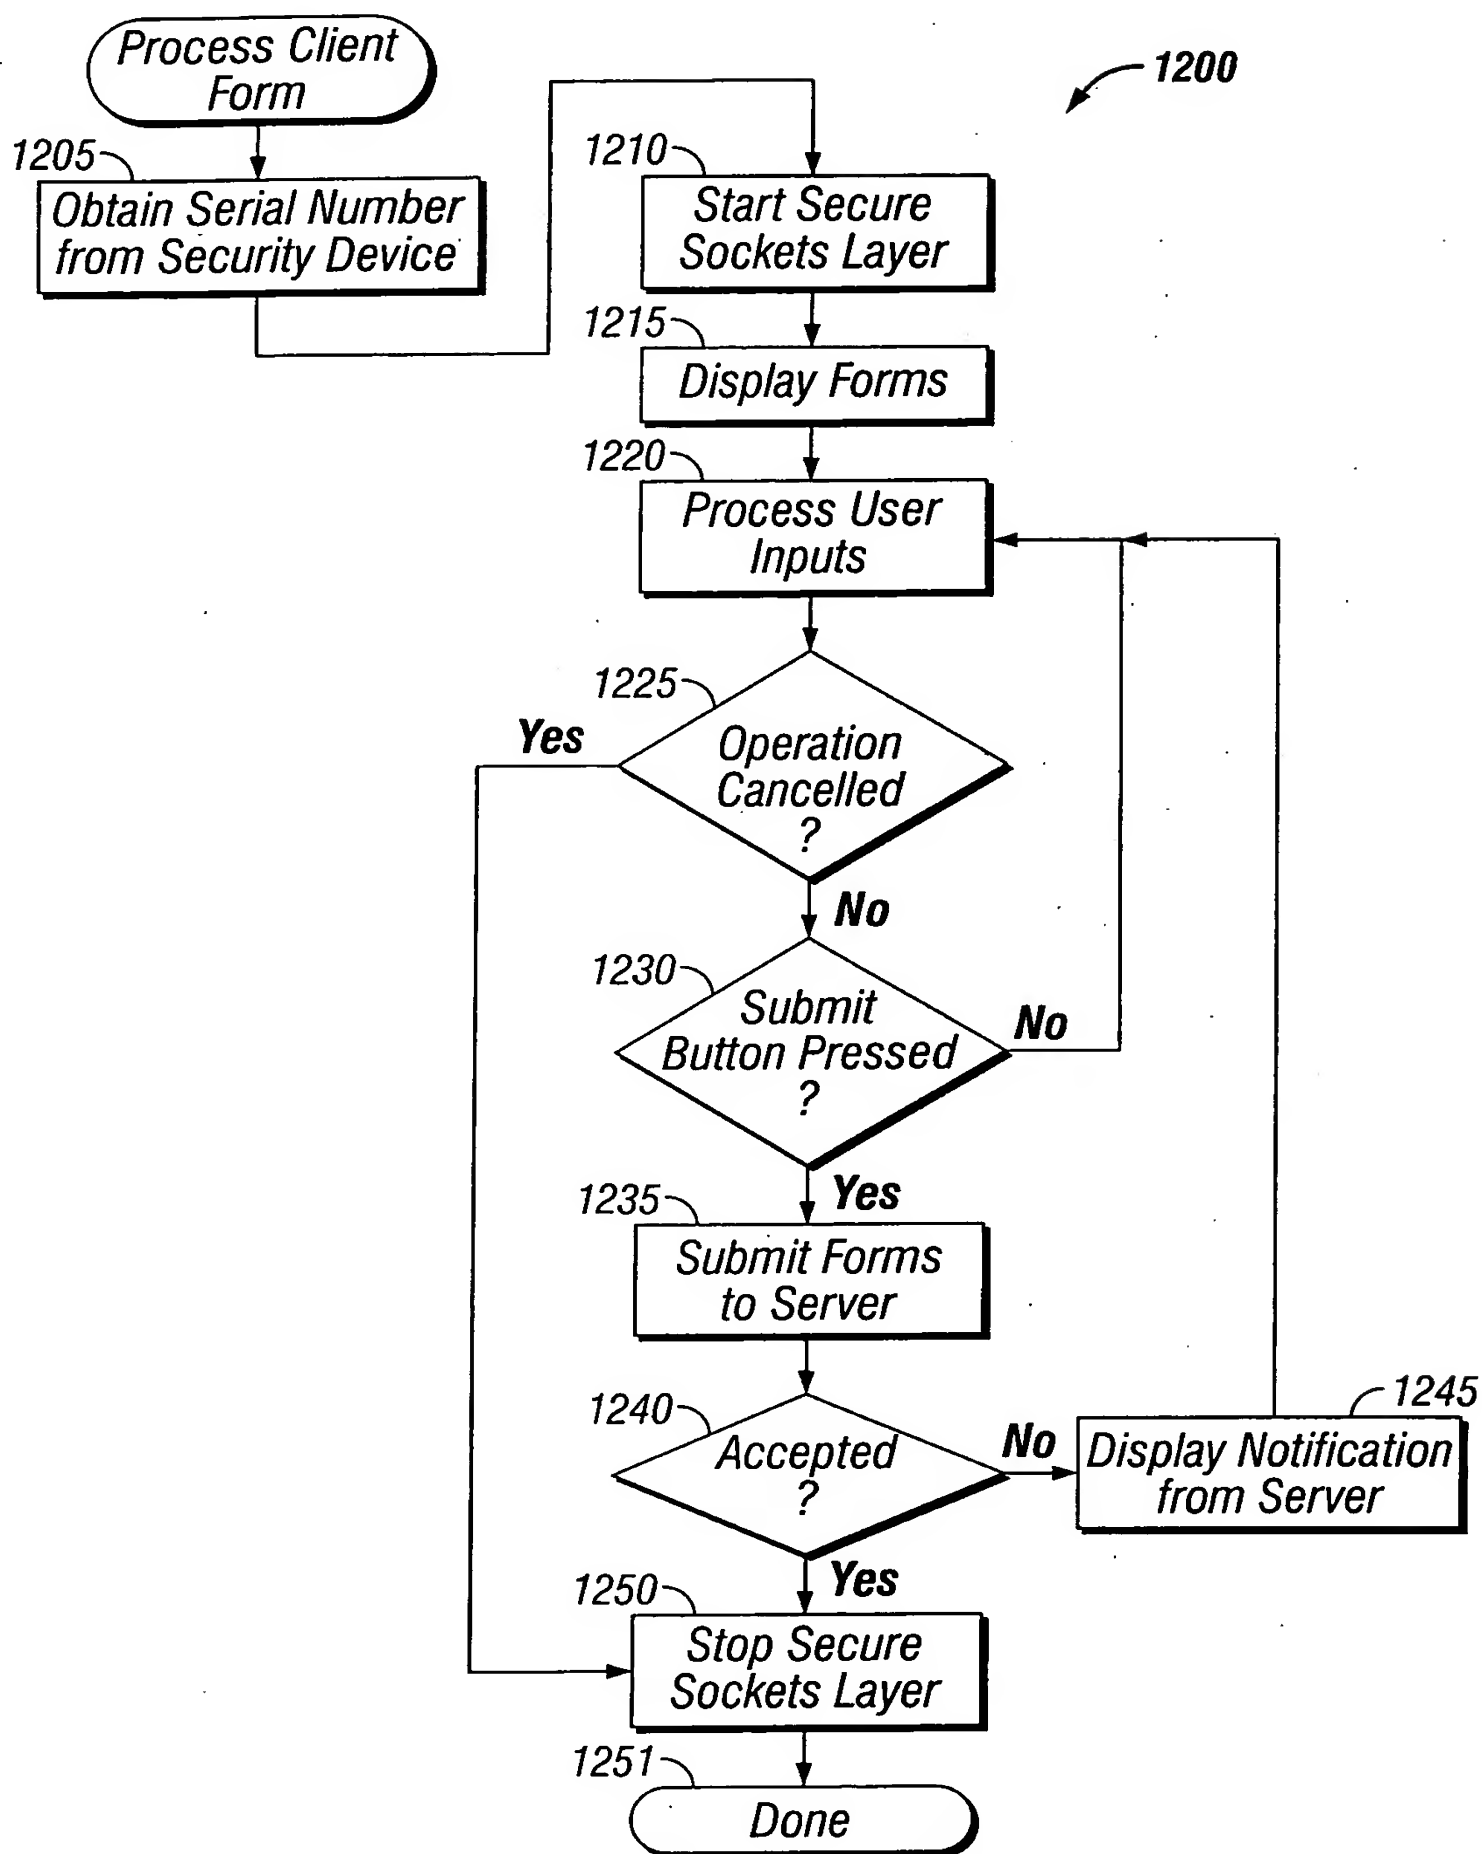 Process Client
Form
1200
1205
Obtain Serial Number
from Security Device
1210
Start Secure
Sockets Layer
1215
Display Forms
1220
Process User
Inputs
1225
Yes
Operation
Cancelled
?
No
1230
Submit
Button Pressed
?
No
Yes
1235
Submit Forms
to Server
1240
Accepted
?
No
1245
Display Notification
from Server
Yes
1250
Stop Secure
Sockets Layer
1251
Done